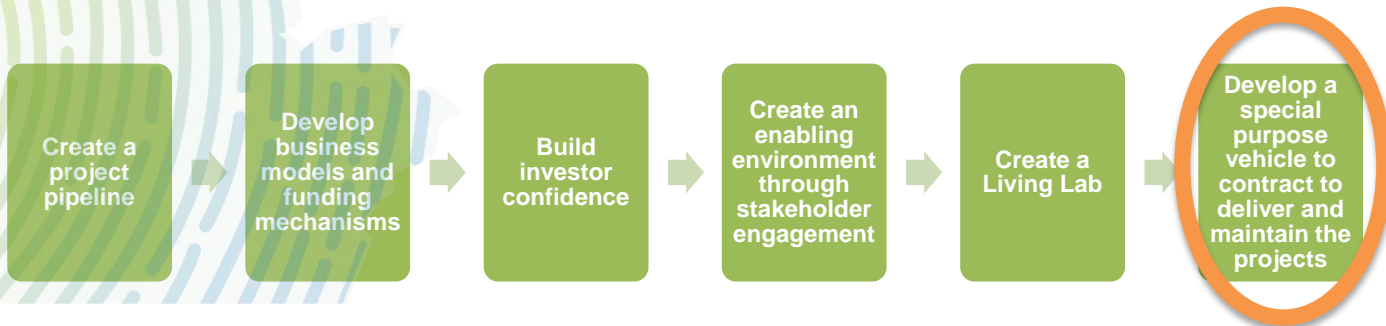 Create a
project
pipeline
Develop
business
models and
funding
mechanisms
Build
investor
confidence
Create an
enabling
environment
through
stakeholder
engagement
Create a
Living Lab
Develop a
special
purpose
vehicle to
contract to
deliver and
maintain the
projects